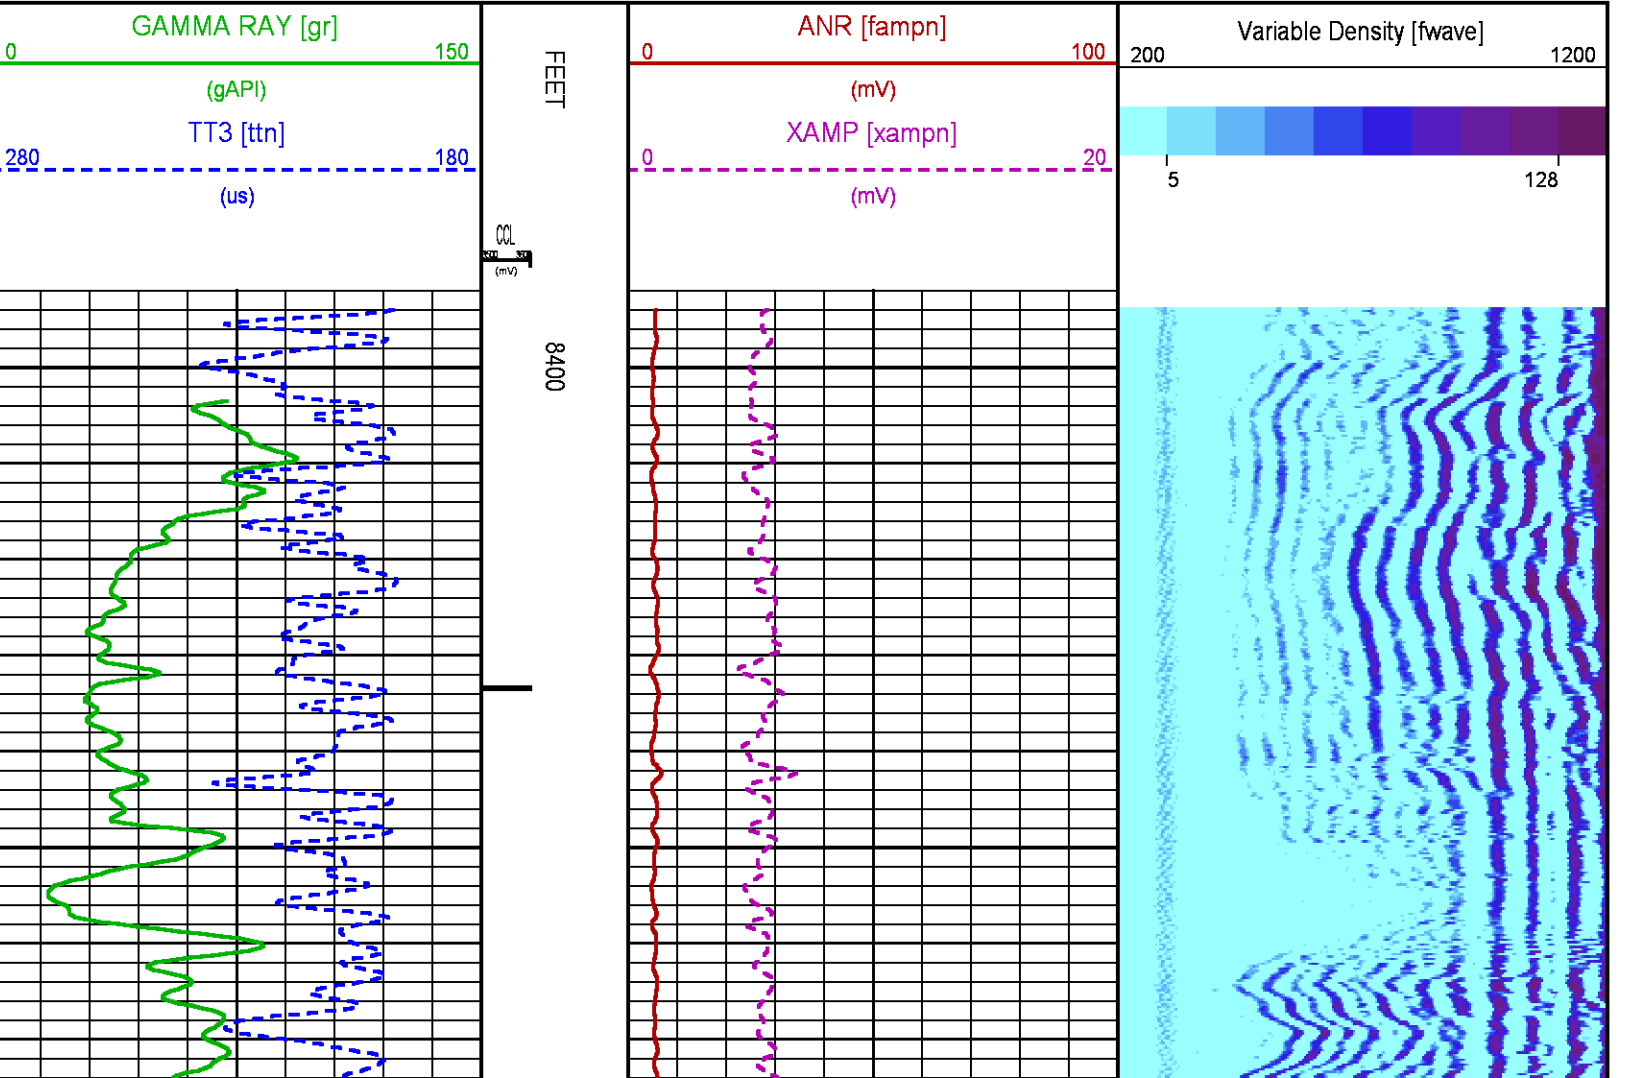 GAMMA RAY [gr]
0 150
(gAPI)
TT3 [ttn]
280 180
(us)
FEET
CCL
(mV)
8400
ANR [fampn]
0 100
(mV)
XAMP [xampn]
0 20
(mV)
Variable Density [fwave]
200 1200
5 128